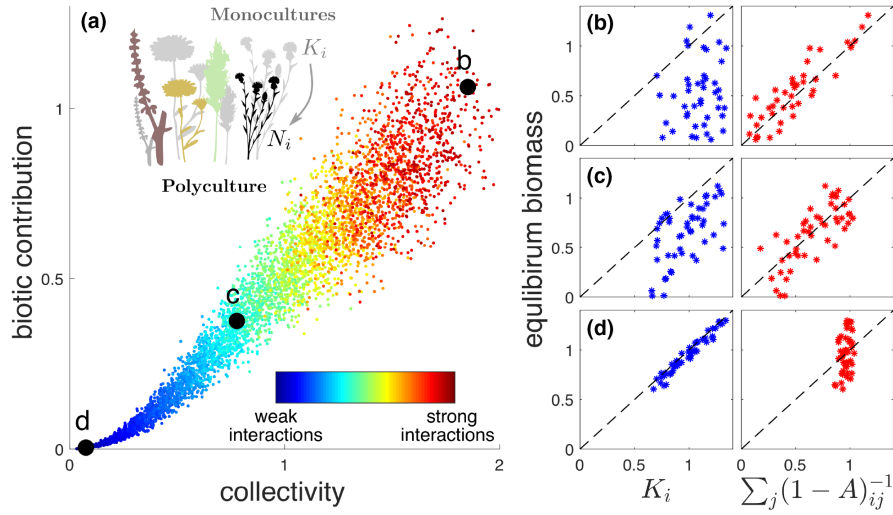 (a)
Monocultures
K_i
N_i
Polyculture
b
c
d
biotic contribution
1
0.5
0
0
1
2
collectivity
weak
interactions
strong
interactions
(b)
1
0.5
0
(c)
1
0.5
0
(d)
1
0.5
0
equlibirum biomass
0
0.5
1
0
0.5
1
K_i
∑_j(1 − A)_{ij}^{-1}